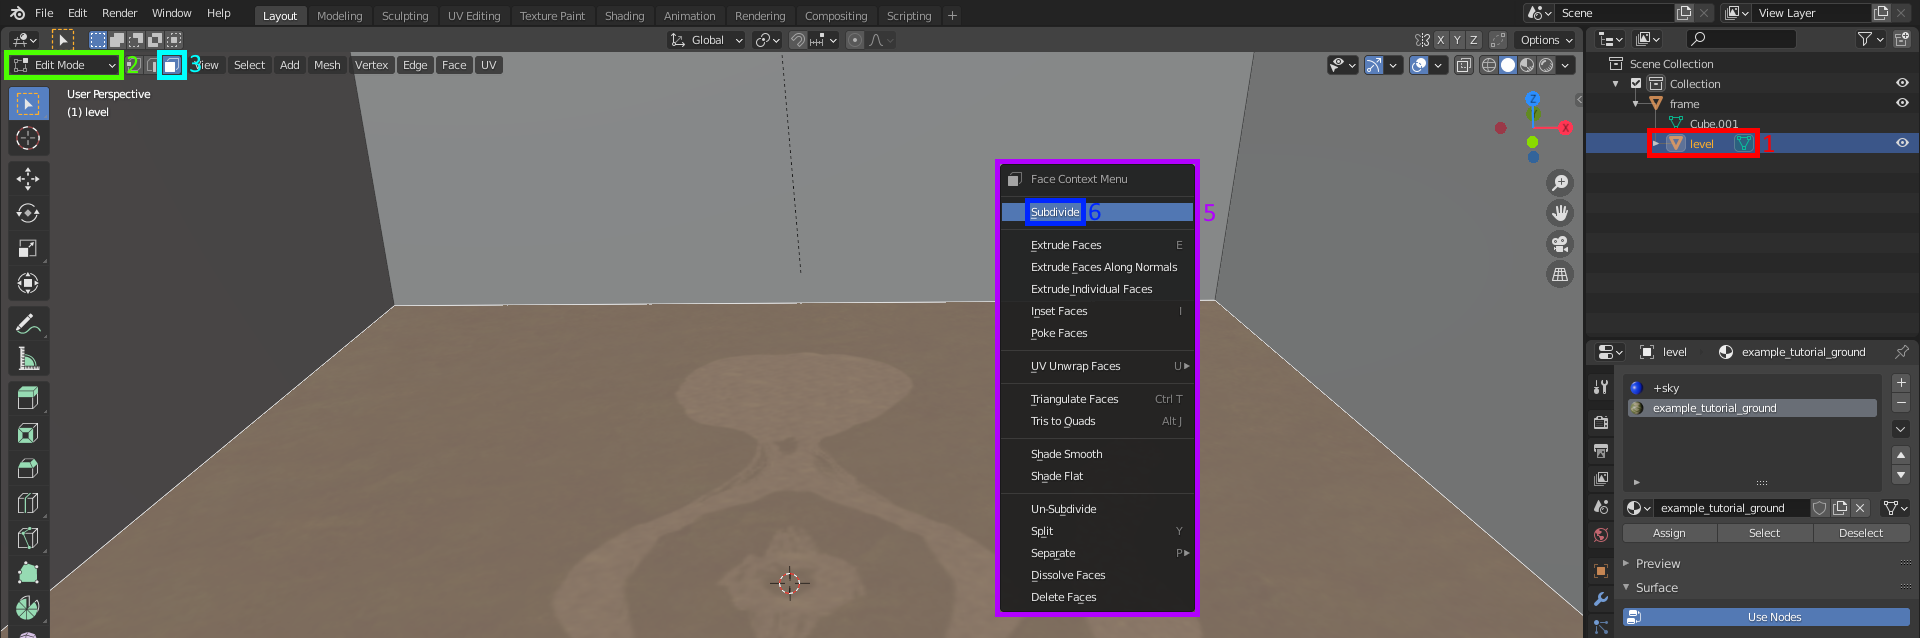 File Edit Render Window Help Layout Modeling Sculpting UV Editing Texture Paint Shading Animation Rendering Compositing Scripting + Scene View Layer
Global X Y Z Options
Edit Mode 2 3 View Select Add Mesh Vertex Edge Face UV
User Perspective
(1) level
Z
X
Face Context Menu
Subdivide 6 5
Extrude Faces E
Extrude Faces Along Normals
Extrude Individual Faces
Inset Faces I
Poke Faces
UV Unwrap Faces U
Triangulate Faces Ctrl T
Tris to Quads Alt J
Shade Smooth
Shade Flat
Un-Subdivide
Split Y
Separate P
Dissolve Faces
Delete Faces
Scene Collection
Collection
frame
Cube.001
level 1
level example_tutorial_ground
+sky
example_tutorial_ground
example_tutorial_ground
Assign Select Deselect
Preview
Surface
Use Nodes